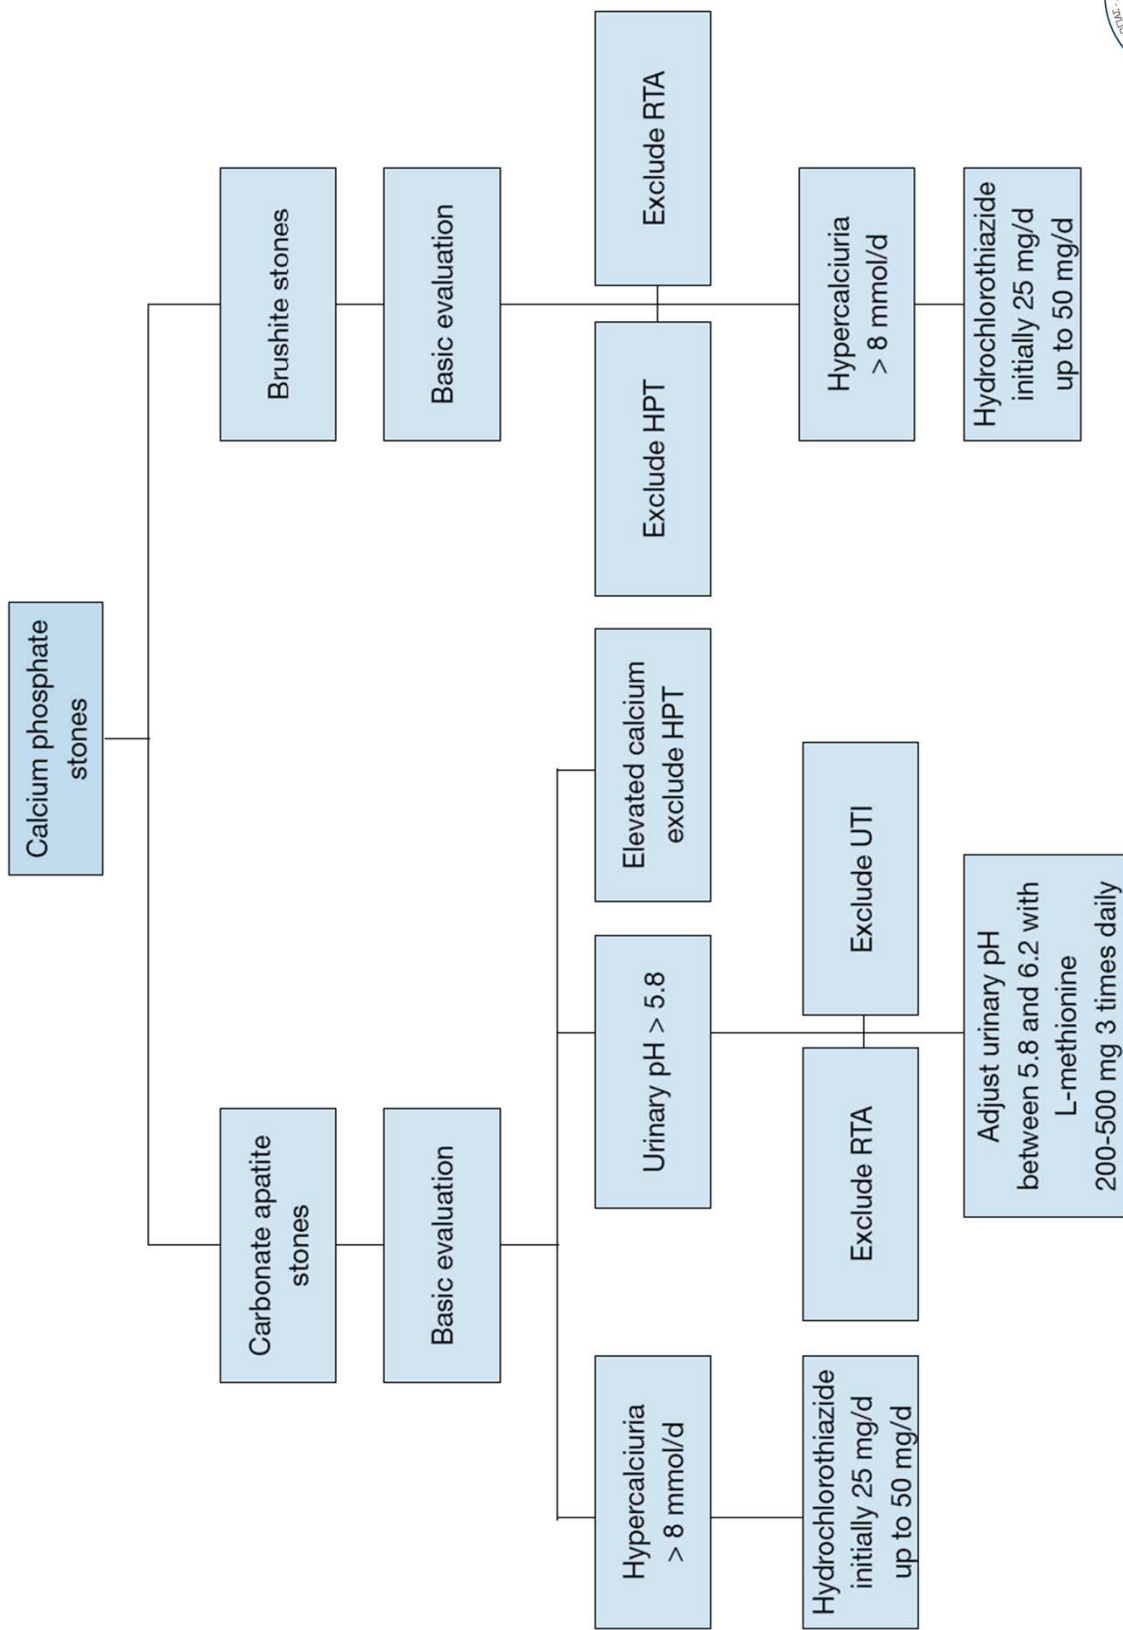 Calcium phosphate
stones
Carbonate apatite
stones
Brushite stones
Basic evaluation
Basic evaluation
Hypercalciuria
> 8 mmol/d
Urinary pH > 5.8
Elevated calcium
exclude HPT
Exclude HPT
Exclude RTA
Hydrochlorothiazide
initially 25 mg/d
up to 50 mg/d
Exclude RTA
Exclude UTI
Hypercalciuria
> 8 mmol/d
Adjust urinary pH
between 5.8 and 6.2 with
L-methionine
200-500 mg 3 times daily
Hydrochlorothiazide
initially 25 mg/d
up to 50 mg/d